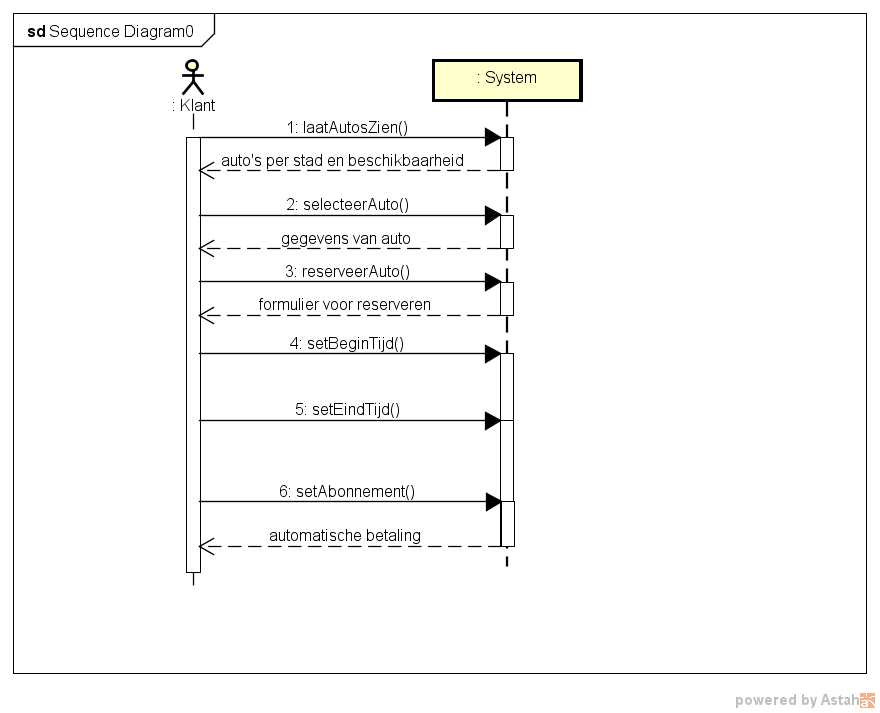 sd Sequence Diagram0
: Klant
: System
1: laatAutosZien()
auto's per stad en beschikbaarheid
2: selecteerAuto()
gegevens van auto
3: reserveerAuto()
formulier voor reserveren
4: setBeginTijd()
5: setEindTijd()
6: setAbonnement()
automatische betaling
powered by Astah